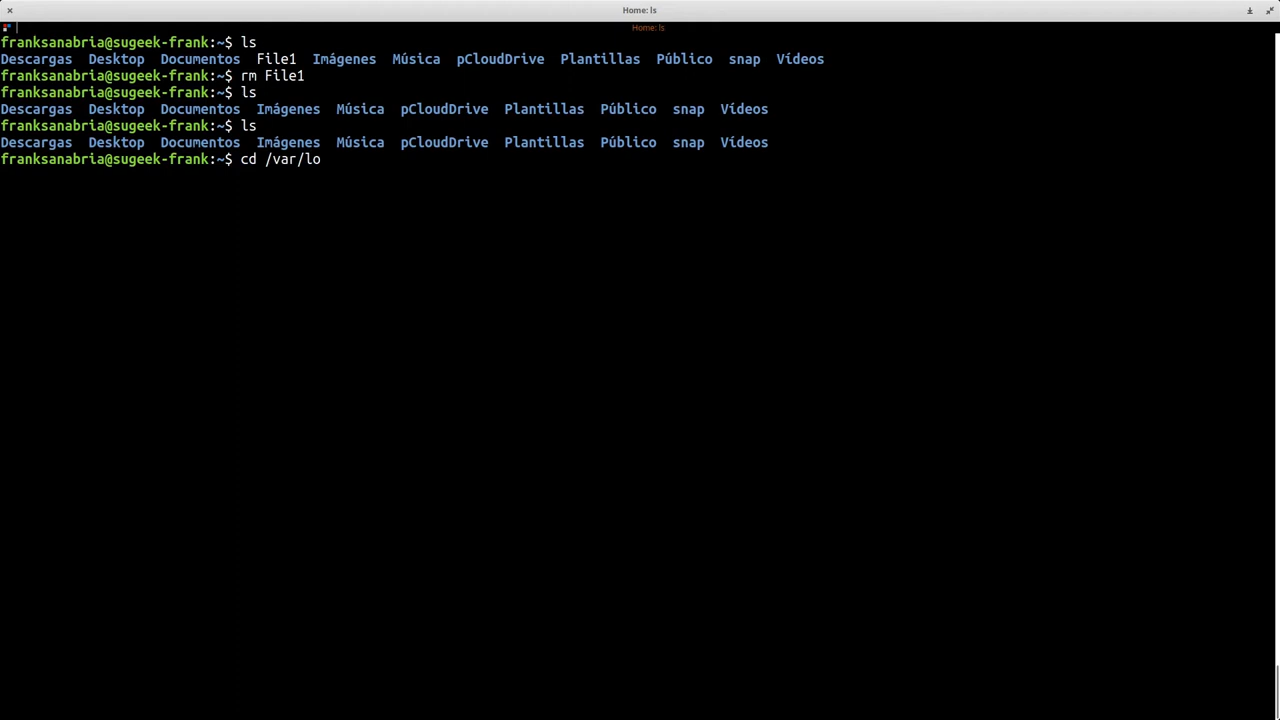 Home: ls
Home: ls
franksanabria@sugeek-frank:~$ ls
Descargas  Desktop  Documentos  File1  Imágenes  Música  pCloudDrive  Plantillas  Público  snap  Vídeos
franksanabria@sugeek-frank:~$ rm File1
franksanabria@sugeek-frank:~$ ls
Descargas  Desktop  Documentos  Imágenes  Música  pCloudDrive  Plantillas  Público  snap  Vídeos
franksanabria@sugeek-frank:~$ ls
Descargas  Desktop  Documentos  Imágenes  Música  pCloudDrive  Plantillas  Público  snap  Vídeos
franksanabria@sugeek-frank:~$ cd /var/lo